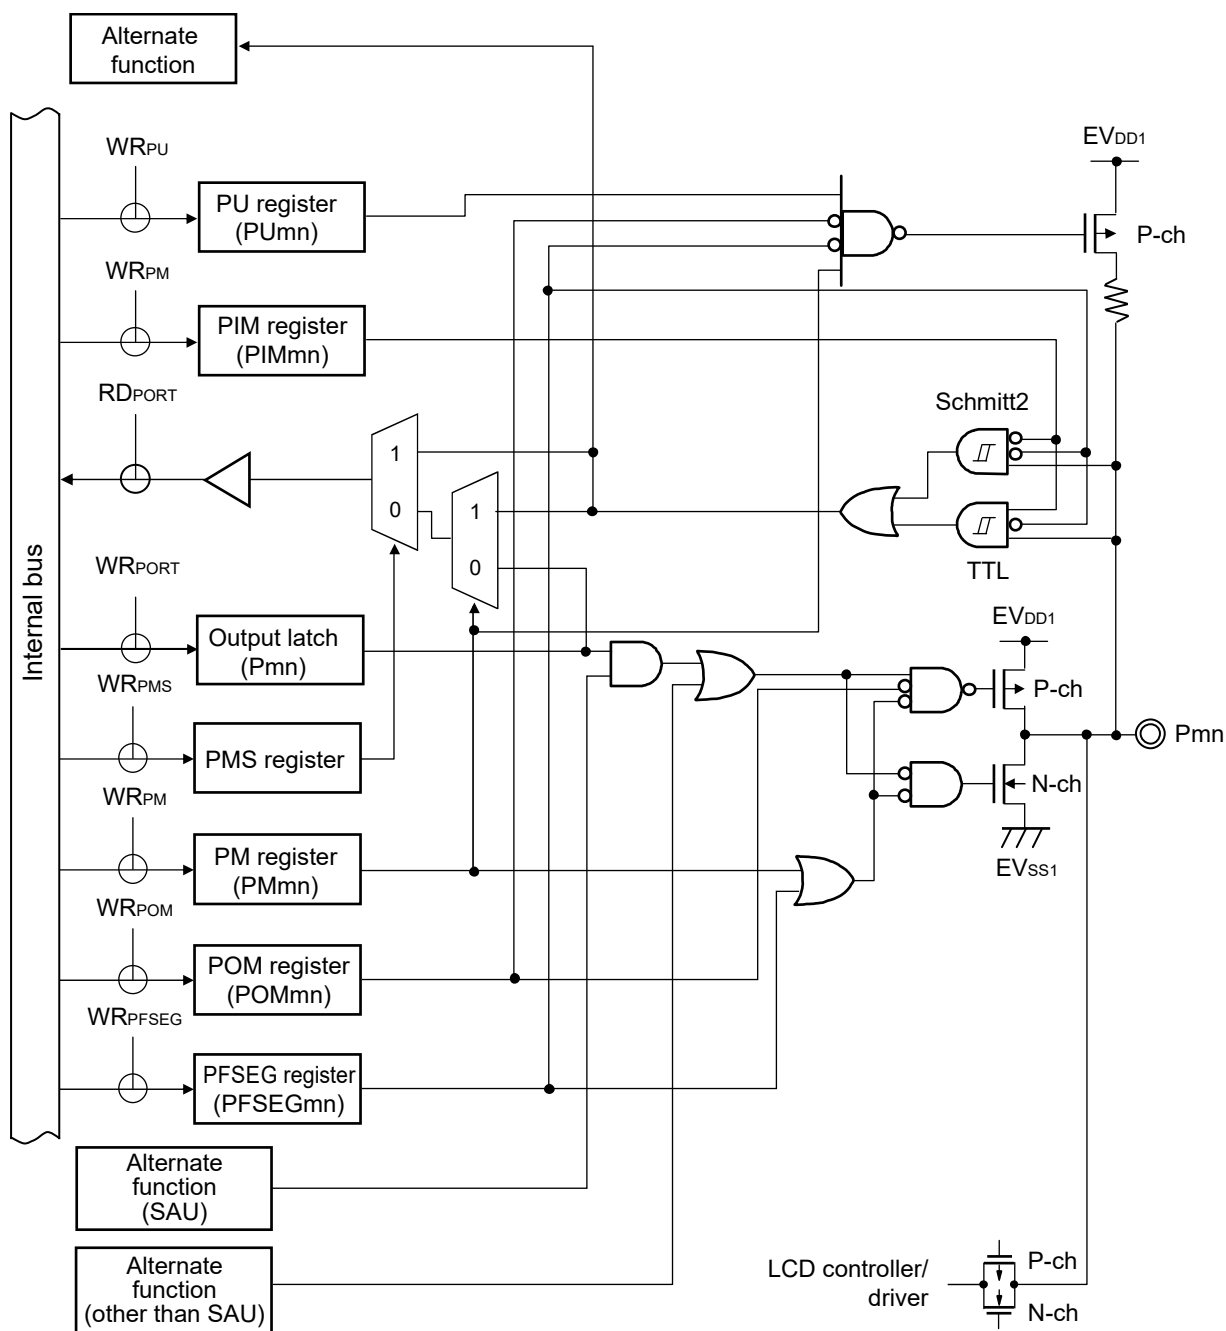 Alternate
function
WRPU
EVDD1
PU register
(PUmn)
P-ch
WRPM
PIM register
(PIMmn)
RDPORT
Schmitt2
1
0
1
0
TTL
Internal bus
WRPORT
Output latch
(Pmn)
EVDD1
P-ch
WRPMS
Pmn
PMS register
N-ch
WRPM
PM register
(PMmn)
EVSS1
WRPOM
POM register
(POMmn)
WRPFSEG
PFSEG register
(PFSEGmn)
Alternate
function
(SAU)
Alternate
function
(other than SAU)
LCD controller/
driver
P-ch
N-ch